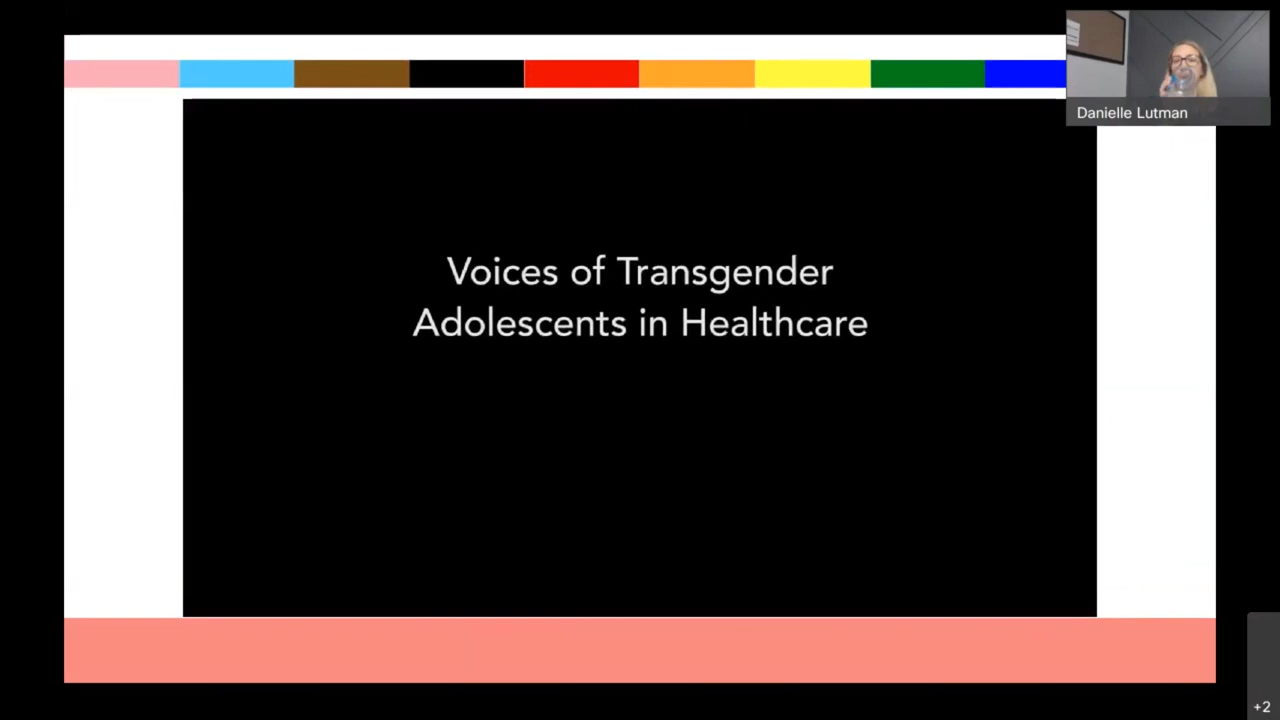 Danielle Lutman
Voices of Transgender
Adolescents in Healthcare
+2